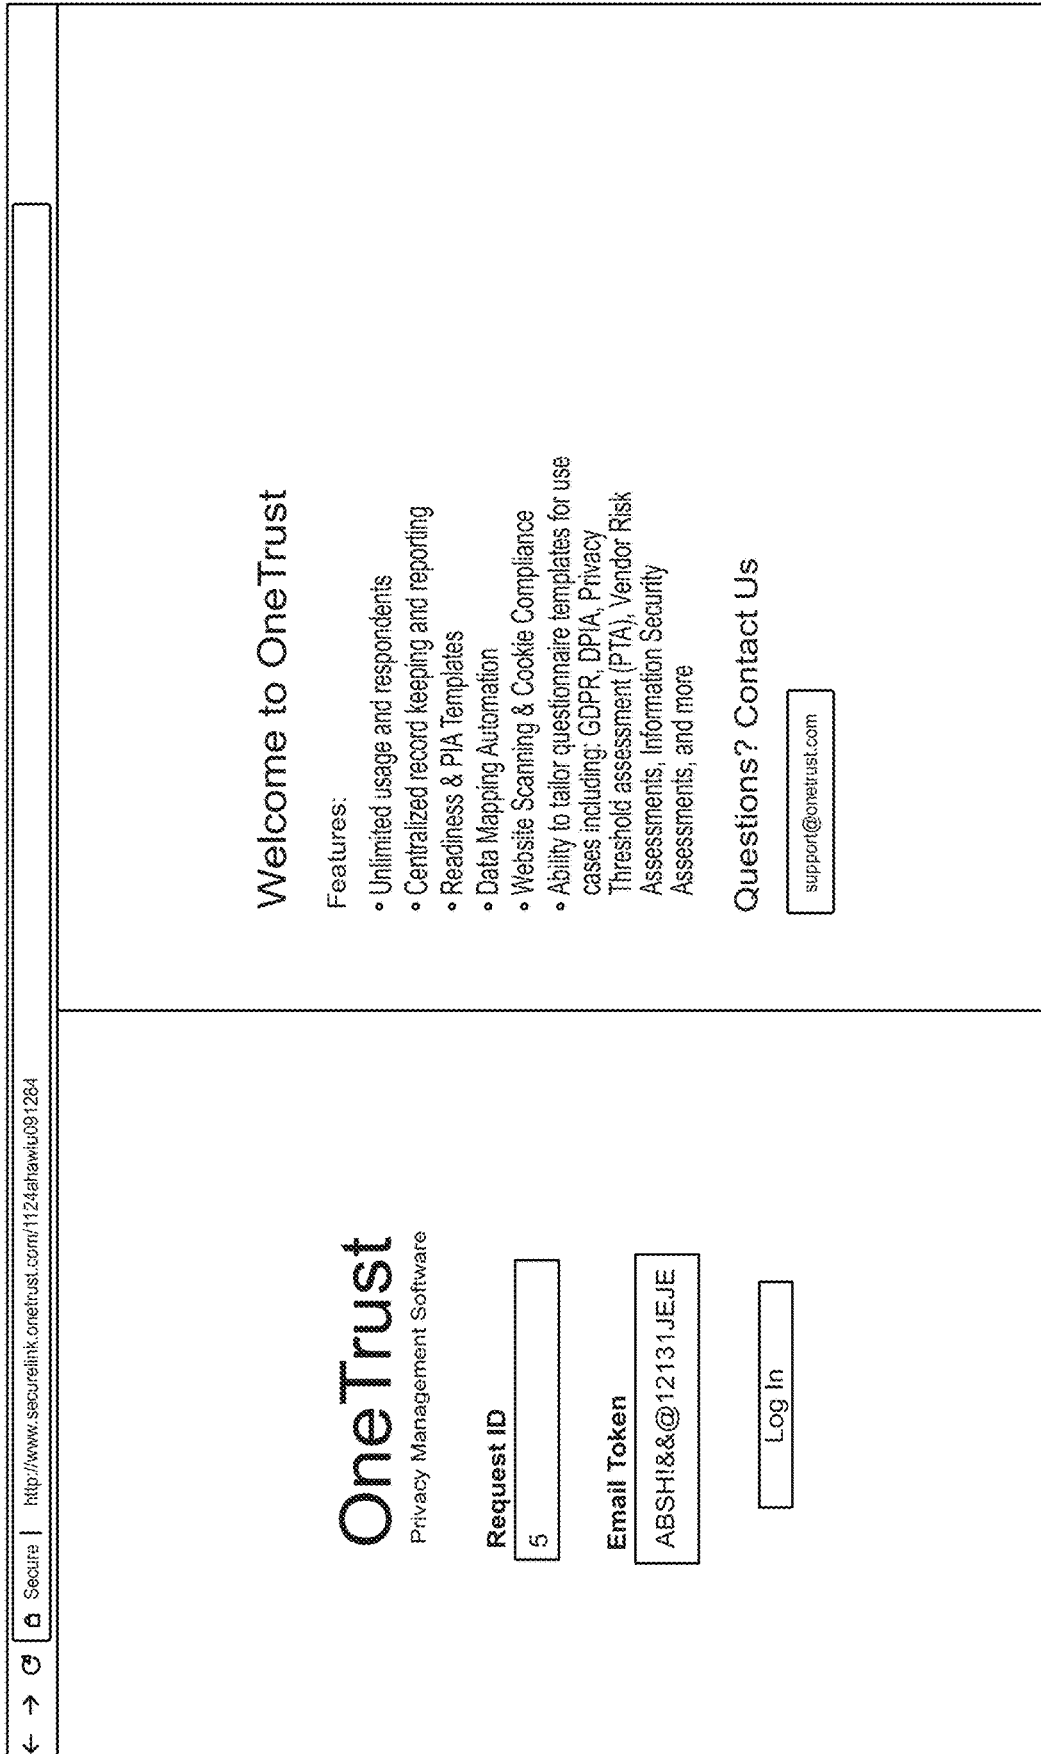 Secure | http://www.securelink.onetrust.com/1124ahawiu091284
OneTrust
Privacy Management Software
Request ID
5
Email Token
ABSH!&&@12131JEJE
Log In
Welcome to OneTrust
Features:
• Unlimited usage and respondents
• Centralized record keeping and reporting
• Readiness & PIA Templates
• Data Mapping Automation
• Website Scanning & Cookie Compliance
• Ability to tailor questionnaire templates for use
cases including: GDPR, DPIA, Privacy
Threshold assessment (PTA), Vendor Risk
Assessments, Information Security
Assessments, and more
Questions? Contact Us
support@onetrust.com